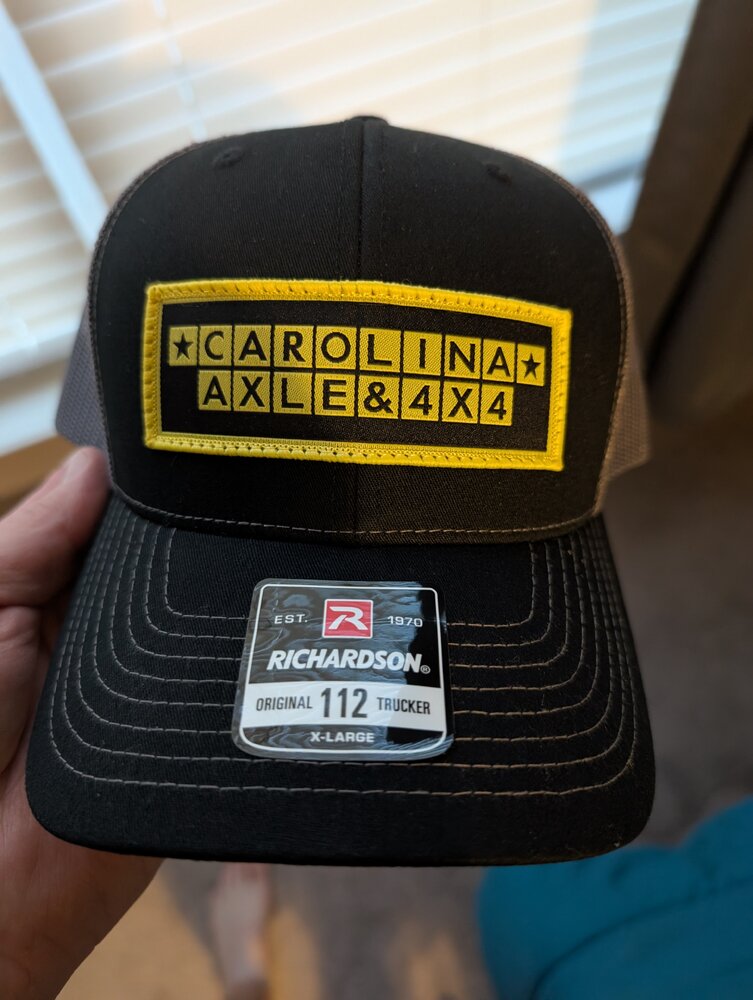 ★CAROLINA★
AXLE&4X4
EST. R 1970
RICHARDSON®
ORIGINAL 112 TRUCKER
X-LARGE